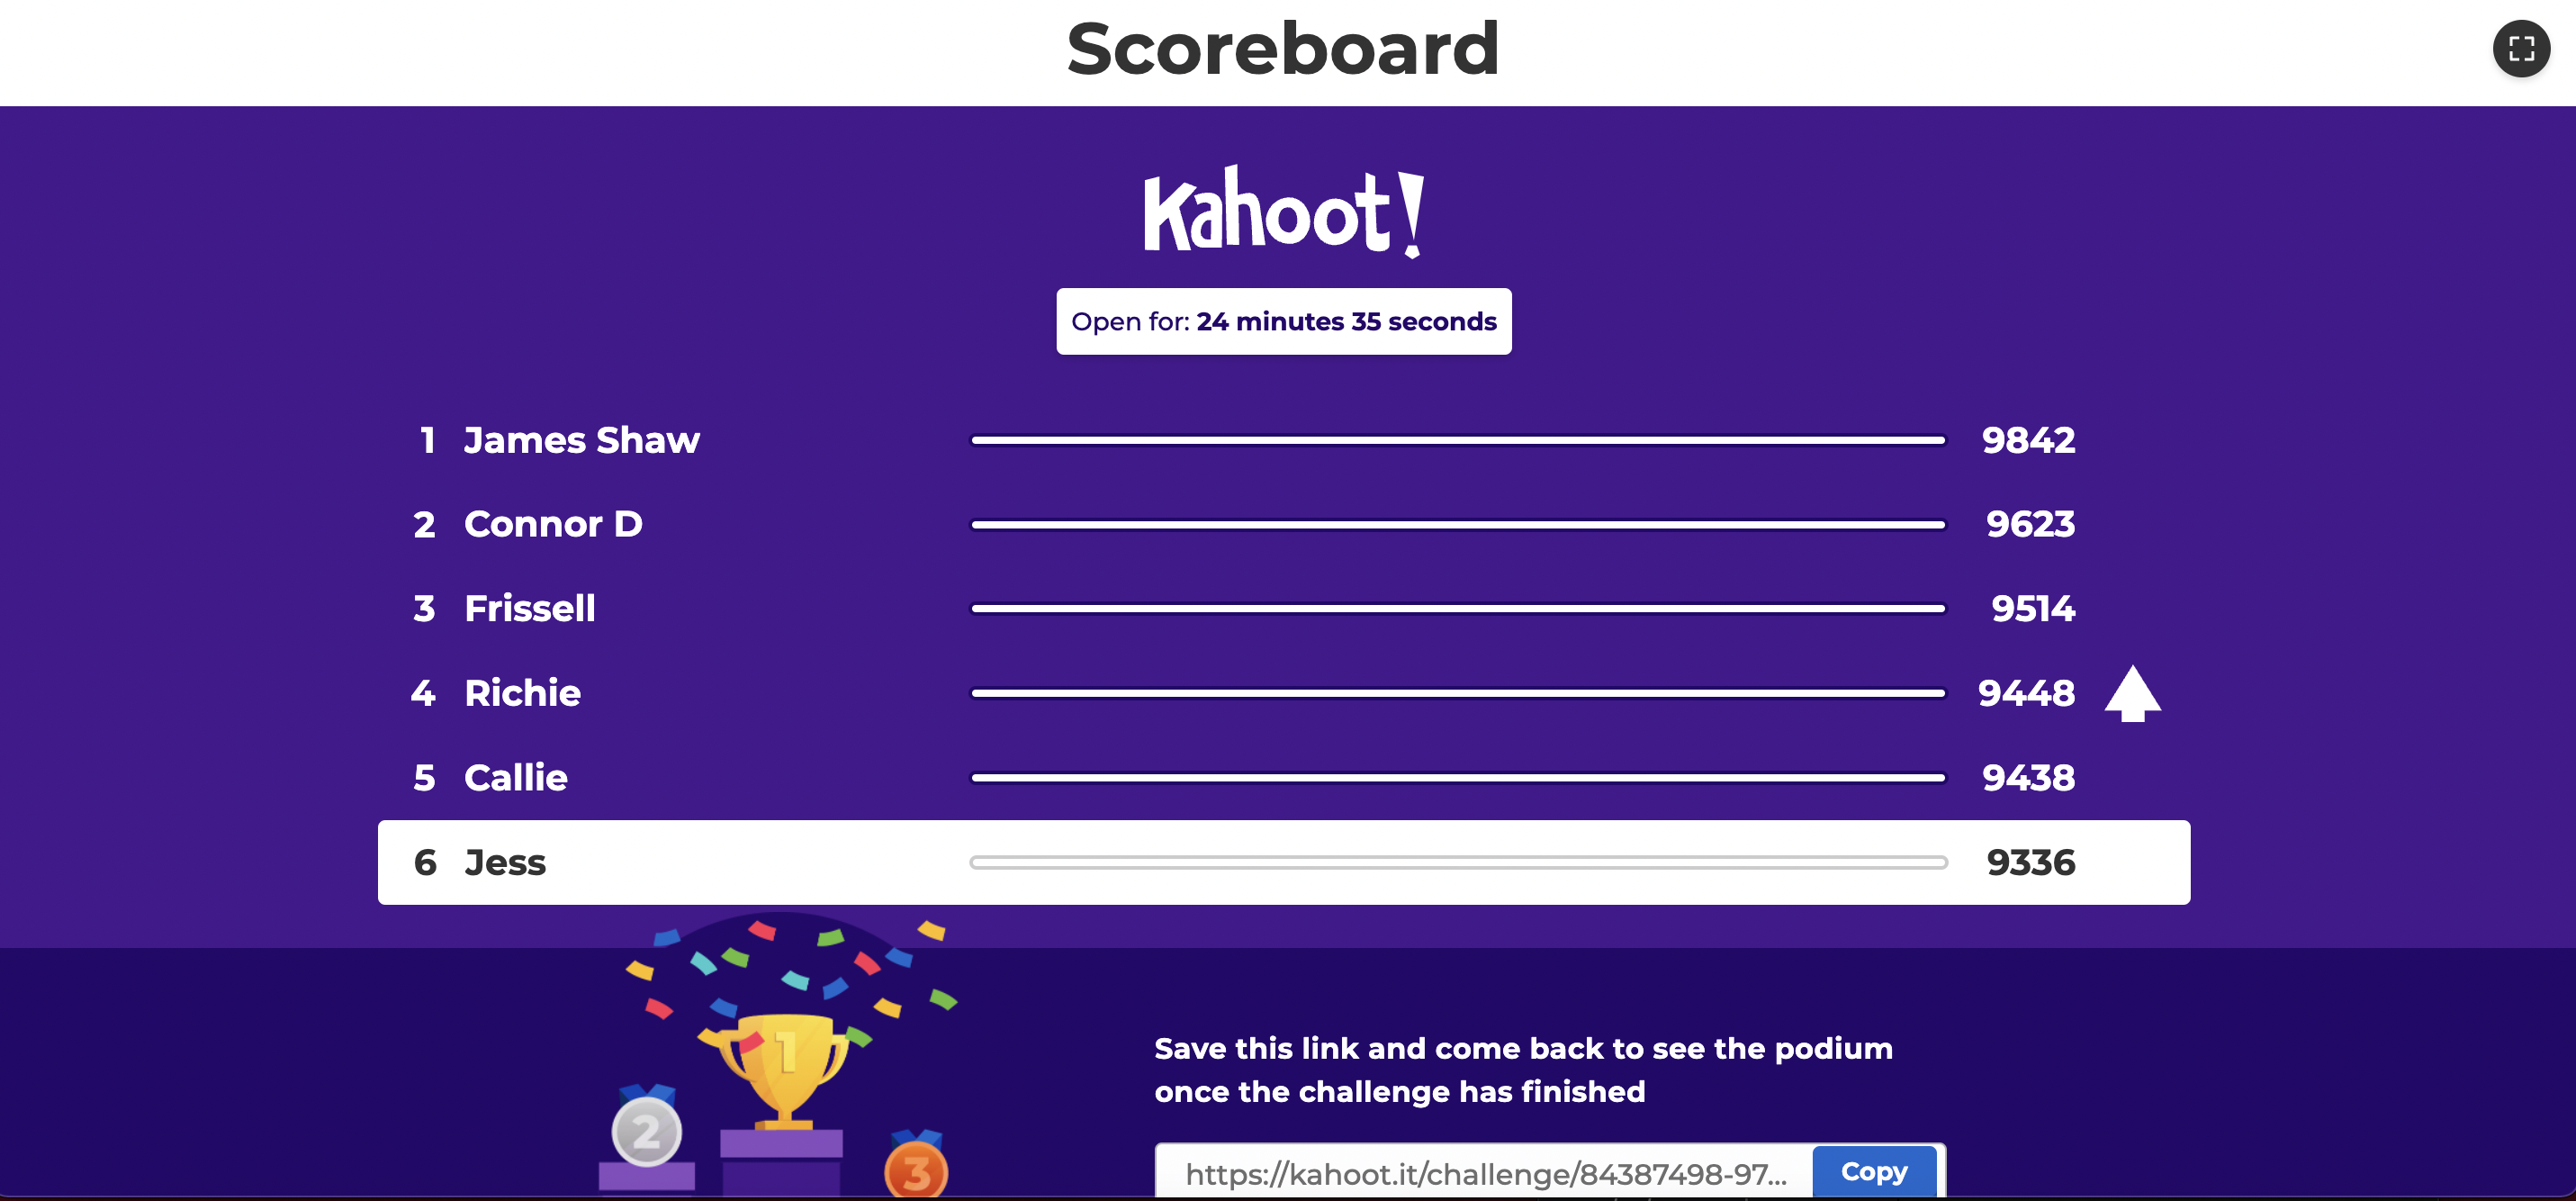 Scoreboard
Kahoot!
Open for: 24 minutes 35 seconds
1 James Shaw 9842
2 Connor D 9623
3 Frissell 9514
4 Richie 9448
5 Callie 9438
6 Jess 9336
1
2
3
Save this link and come back to see the podium
once the challenge has finished
https://kahoot.it/challenge/84387498-97... Copy